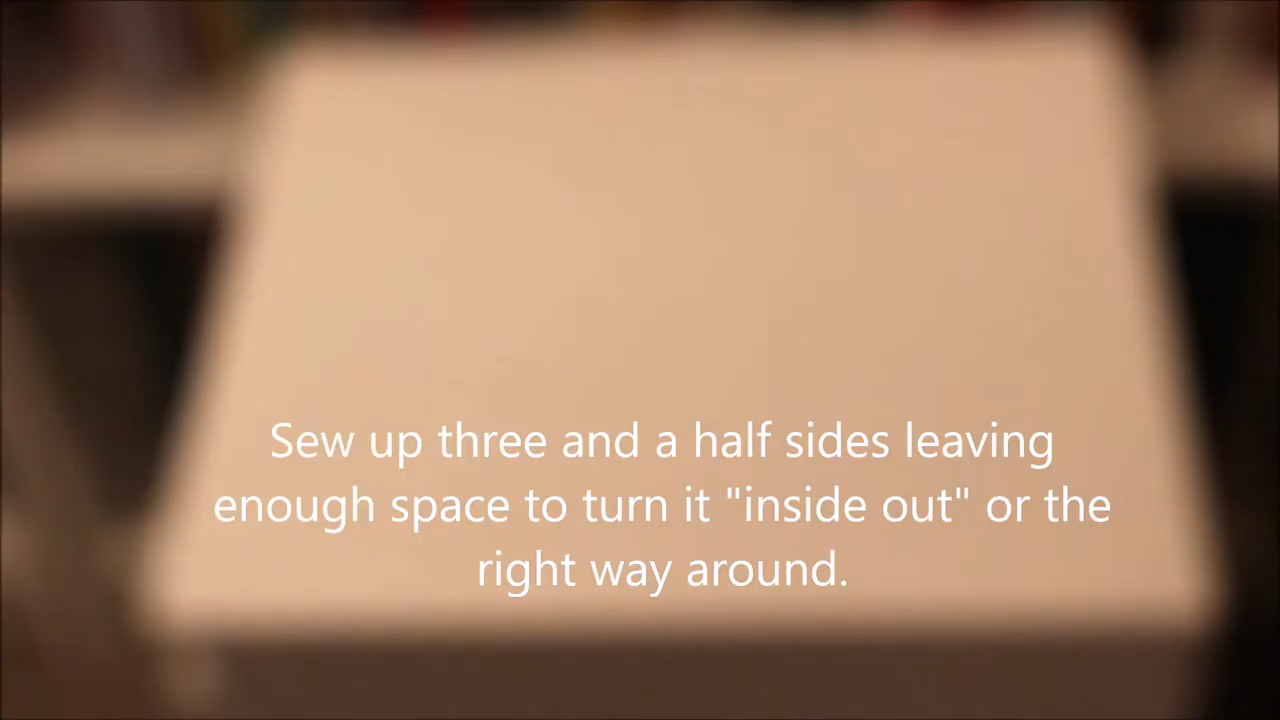 Sew up three and a half sides leaving
enough space to turn it "inside out" or the
right way around.